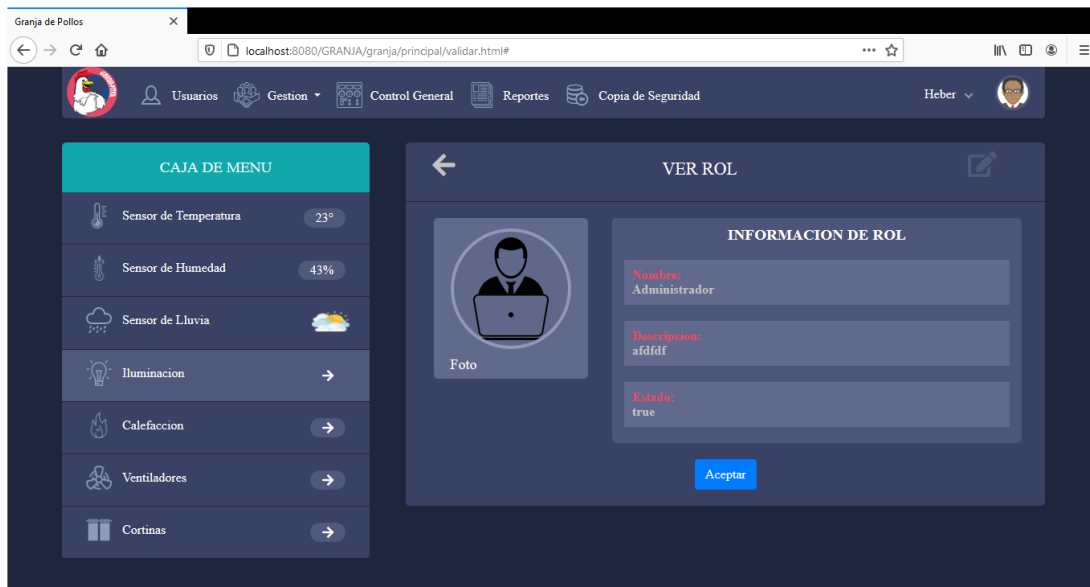 Granja de Pollos
localhost:8080/GRANJA/granja/principal/validar.html#
Usuarios Gestion Control General Reportes Copia de Seguridad Heber
CAJA DE MENU
Sensor de Temperatura 23°
Sensor de Humedad 43%
Sensor de Lluvia
Iluminacion
Calefaccion
Ventiladores
Cortinas
VER ROL
Foto
INFORMACION DE ROL
Nombre:
Administrador
Descripcion:
afdfdf
Estado:
true
Aceptar